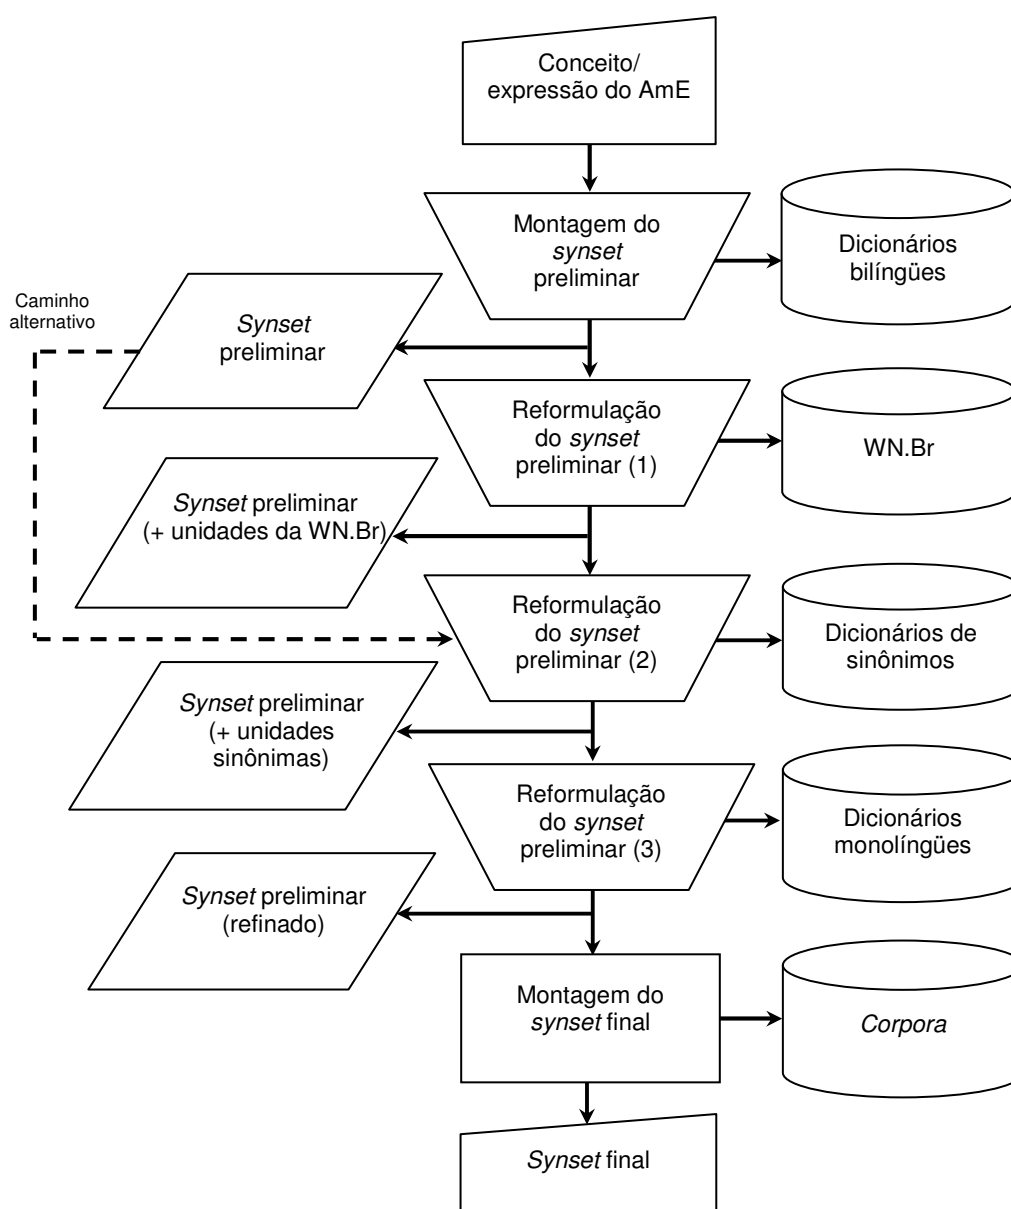 Conceito/
expressão do AmE
Montagem do
synset
preliminar
Dicionários
bilíngües
Caminho
alternativo
Synset
preliminar
Reformulação
do synset
preliminar (1)
WN.Br
Synset preliminar
(+ unidades da WN.Br)
Reformulação
do synset
preliminar (2)
Dicionários de
sinônimos
Synset preliminar
(+ unidades
sinônimas)
Reformulação
do synset
preliminar (3)
Dicionários
monolíngües
Synset preliminar
(refinado)
Montagem do
synset final
Corpora
Synset final